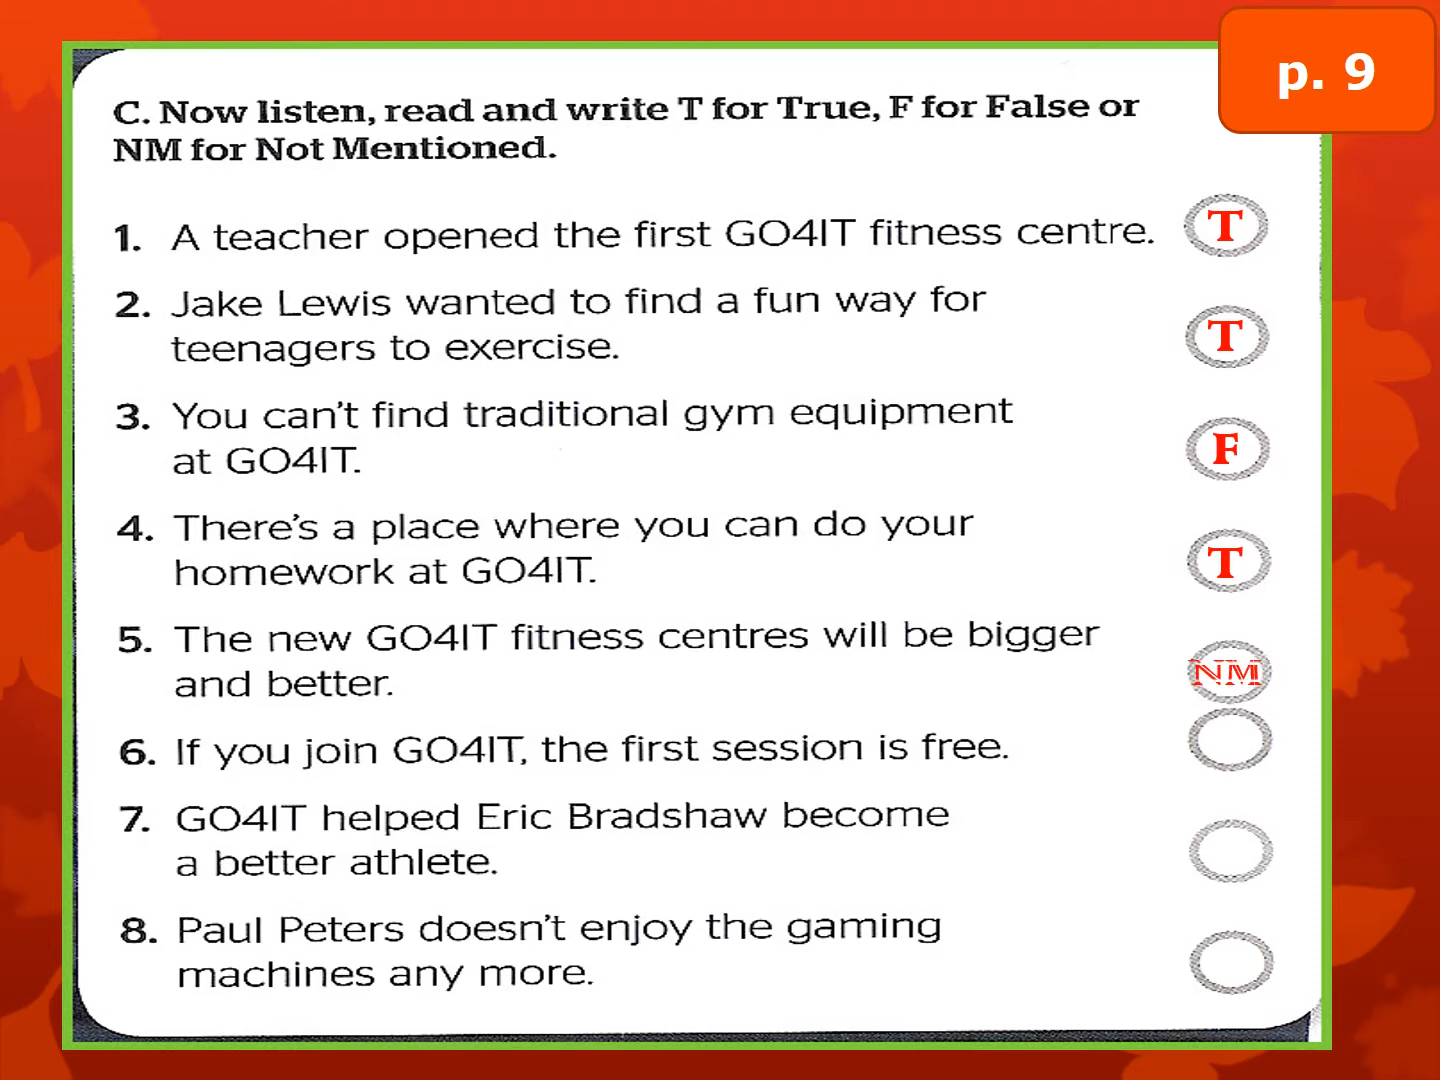 p. 9
C. Now listen, read and write T for True, F for False or
NM for Not Mentioned.
1. A teacher opened the first GO4IT fitness centre. T
2. Jake Lewis wanted to find a fun way for
teenagers to exercise. T
3. You can't find traditional gym equipment
at GO4IT. F
4. There's a place where you can do your
homework at GO4IT. T
5. The new GO4IT fitness centres will be bigger
and better. NM
6. If you join GO4IT, the first session is free.
7. GO4IT helped Eric Bradshaw become
a better athlete.
8. Paul Peters doesn't enjoy the gaming
machines any more.